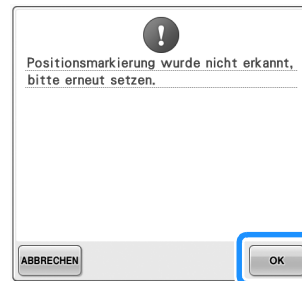 Positionsmarkierung wurde nicht erkannt,
bitte erneut setzen.
ABBRECHEN
OK